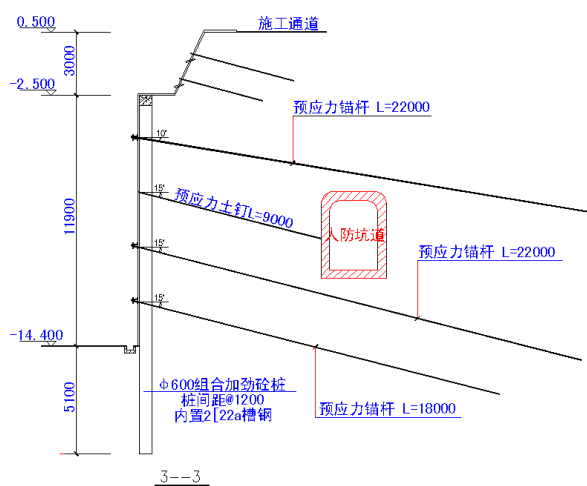 0.500
施工通道
3000
-2.500
预应力锚杆 L=22000
10°
15°
预应力土钉L=9000
人防坑道
11900
15°
预应力锚杆 L=22000
15°
-14.400
Φ600组合加劲砼桩
桩间距@1200
内置2[22a槽钢
预应力锚杆 L=18000
5100
3--3